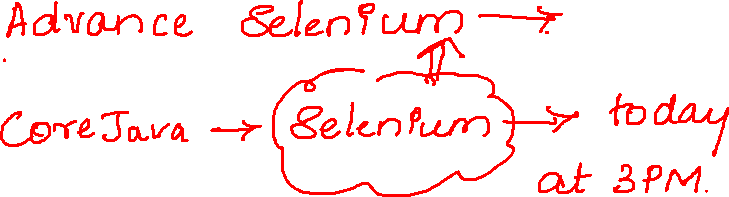 Advance Selenium →
CoreJava → Selenium → today
at 3PM.